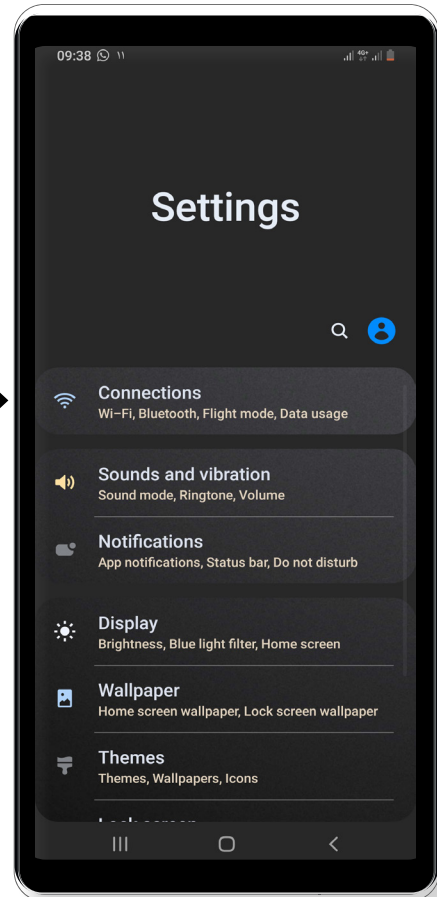 09:38 ١١
4G+
Settings
Connections
Wi-Fi, Bluetooth, Flight mode, Data usage
Sounds and vibration
Sound mode, Ringtone, Volume
Notifications
App notifications, Status bar, Do not disturb
Display
Brightness, Blue light filter, Home screen
Wallpaper
Home screen wallpaper, Lock screen wallpaper
Themes
Themes, Wallpapers, Icons